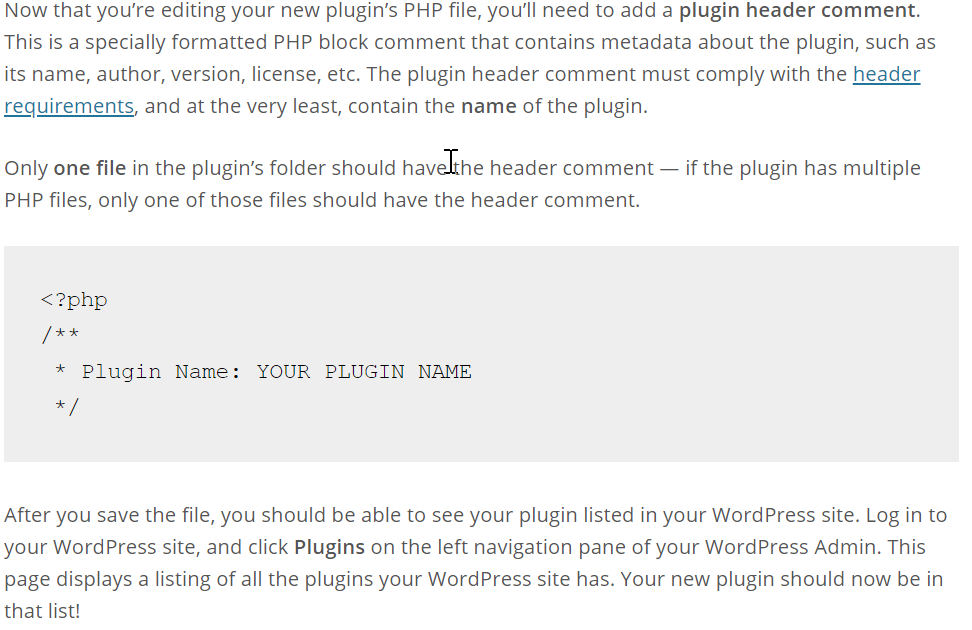 Now that you’re editing your new plugin’s PHP file, you’ll need to add a plugin header comment.
This is a specially formatted PHP block comment that contains metadata about the plugin, such as
its name, author, version, license, etc. The plugin header comment must comply with the header
requirements, and at the very least, contain the name of the plugin.
Only one file in the plugin’s folder should have the header comment — if the plugin has multiple
PHP files, only one of those files should have the header comment.
<?php
/**
 * Plugin Name: YOUR PLUGIN NAME
 */
After you save the file, you should be able to see your plugin listed in your WordPress site. Log in to
your WordPress site, and click Plugins on the left navigation pane of your WordPress Admin. This
page displays a listing of all the plugins your WordPress site has. Your new plugin should now be in
that list!